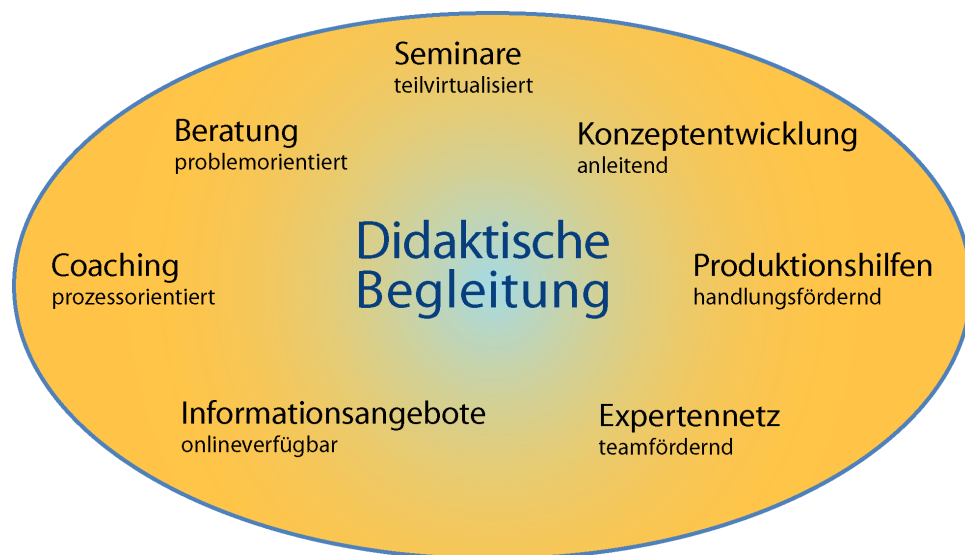 Seminare
teilvirtualisiert
Beratung
problemorientiert
Konzeptentwicklung
anleitend
Didaktische
Begleitung
Coaching
prozessorientiert
Produktionshilfen
handlungsfördernd
Informationsangebote
onlineverfügbar
Expertennetz
teamfördernd